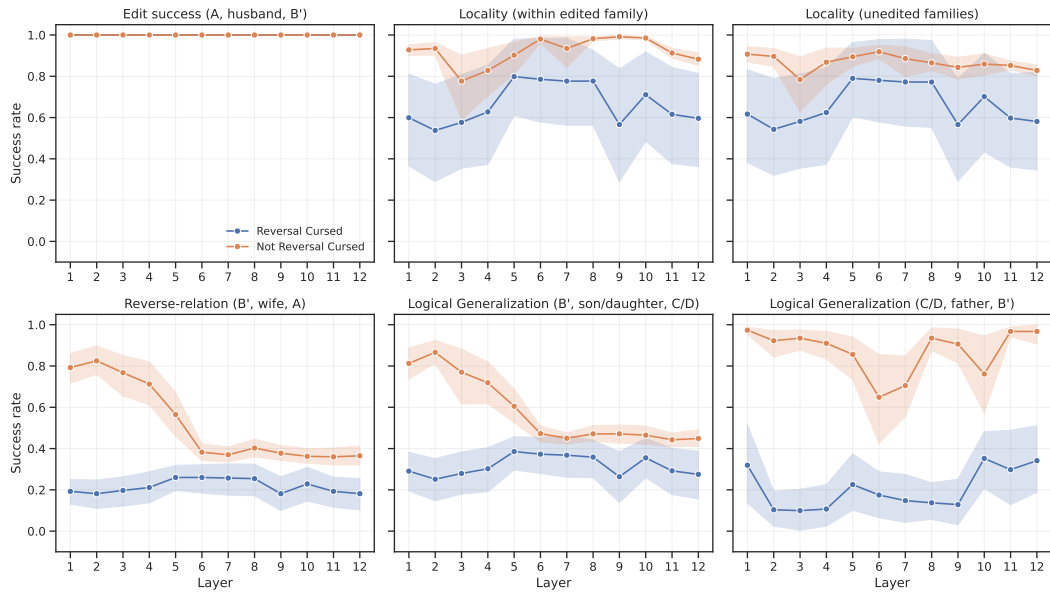 Edit success (A, husband, B')
Locality (within edited family)
Locality (unedited families)
Success rate
1.0
0.8
0.6
0.4
0.2
0.0
Reversal Cursed
Not Reversal Cursed
1 2 3 4 5 6 7 8 9 10 11 12
1 2 3 4 5 6 7 8 9 10 11 12
1 2 3 4 5 6 7 8 9 10 11 12
Reverse-relation (B', wife, A)
Logical Generalization (B', son/daughter, C/D)
Logical Generalization (C/D, father, B')
Success rate
1.0
0.8
0.6
0.4
0.2
0.0
1 2 3 4 5 6 7 8 9 10 11 12
1 2 3 4 5 6 7 8 9 10 11 12
1 2 3 4 5 6 7 8 9 10 11 12
Layer
Layer
Layer